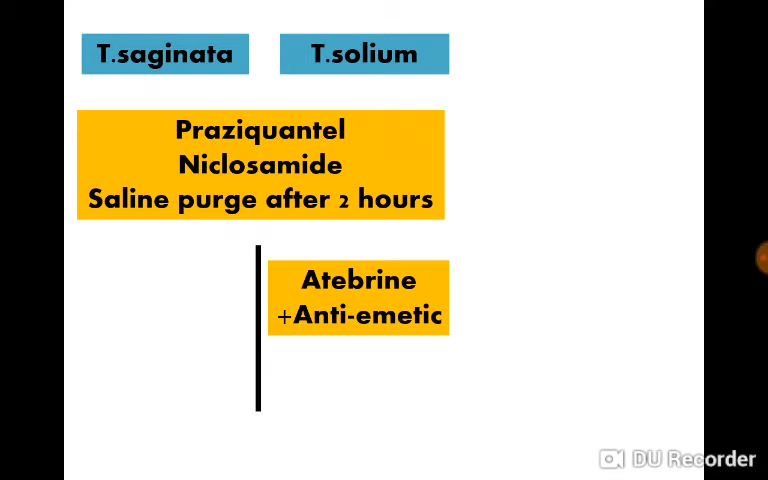 T.saginata
T.solium
Praziquantel
Niclosamide
Saline purge after 2 hours
Atebrine
+Anti-emetic
DU Recorder